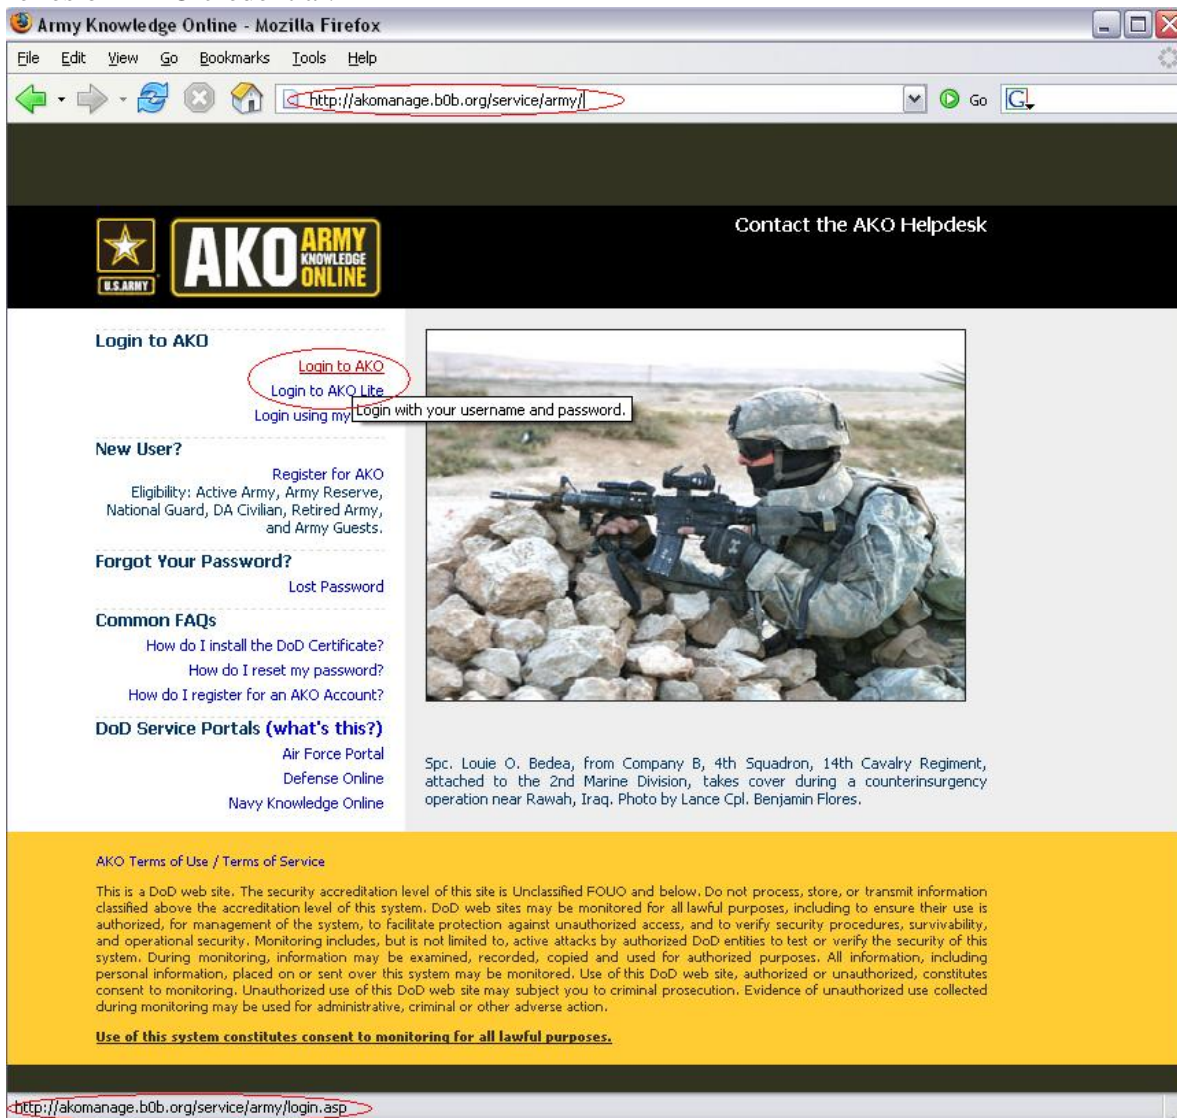 Army Knowledge Online - Mozilla Firefox
File Edit View Go Bookmarks Tools Help
http://akomanage.b0b.org/service/army/
Go
G
Contact the AKO Helpdesk
U.S.ARMY
AKO ARMY KNOWLEDGE ONLINE
Login to AKO
Login to AKO
Login to AKO Lite
Login using my
Login with your username and password.
New User?
Register for AKO
Eligibility: Active Army, Army Reserve,
National Guard, DA Civilian, Retired Army,
and Army Guests.
Forgot Your Password?
Lost Password
Common FAQs
How do I install the DoD Certificate?
How do I reset my password?
How do I register for an AKO Account?
DoD Service Portals (what's this?)
Air Force Portal
Defense Online
Navy Knowledge Online
Spc. Louie O. Bedea, from Company B, 4th Squadron, 14th Cavalry Regiment,
attached to the 2nd Marine Division, takes cover during a counterinsurgency
operation near Rawah, Iraq. Photo by Lance Cpl. Benjamin Flores.
AKO Terms of Use / Terms of Service
This is a DoD web site. The security accreditation level of this site is Unclassified FOUO and below. Do not process, store, or transmit information
classified above the accreditation level of this system. DoD web sites may be monitored for all lawful purposes, including to ensure their use is
authorized, for management of the system, to facilitate protection against unauthorized access, and to verify security procedures, survivability,
and operational security. Monitoring includes, but is not limited to, active attacks by authorized DoD entities to test or verify the security of this
system. During monitoring, information may be examined, recorded, copied and used for authorized purposes. All information, including
personal information, placed on or sent over this system may be monitored. Use of this DoD web site, authorized or unauthorized, constitutes
consent to monitoring. Unauthorized use of this DoD web site may subject you to criminal prosecution. Evidence of unauthorized use collected
during monitoring may be used for administrative, criminal or other adverse action.
Use of this system constitutes consent to monitoring for all lawful purposes.
http://akomanage.b0b.org/service/army/login.asp